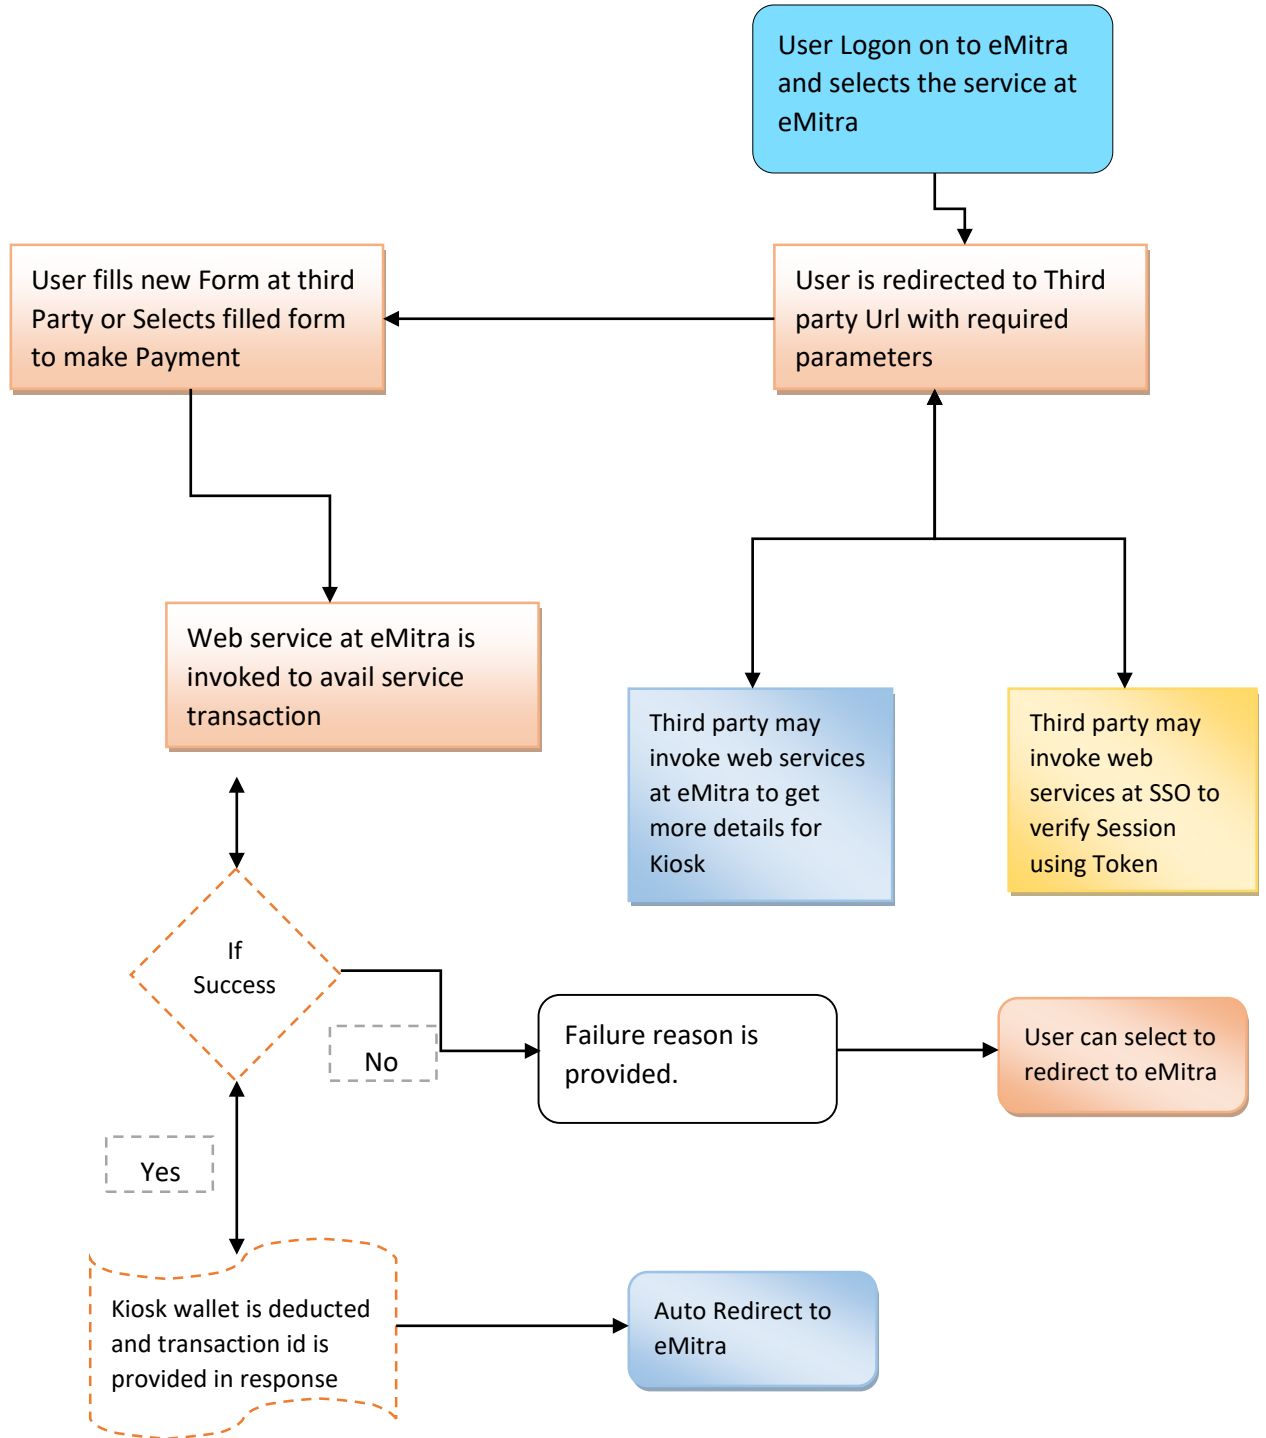 User Logon on to eMitra
and selects the service at
eMitra
User fills new Form at third
Party or Selects filled form
to make Payment
User is redirected to Third
party Url with required
parameters
Web service at eMitra is
invoked to avail service
transaction
Third party may
invoke web services
at eMitra to get
more details for
Kiosk
Third party may
invoke web
services at SSO to
verify Session
using Token
If
Success
No
Failure reason is
provided.
User can select to
redirect to eMitra
Yes
Kiosk wallet is deducted
and transaction id is
provided in response
Auto Redirect to
eMitra